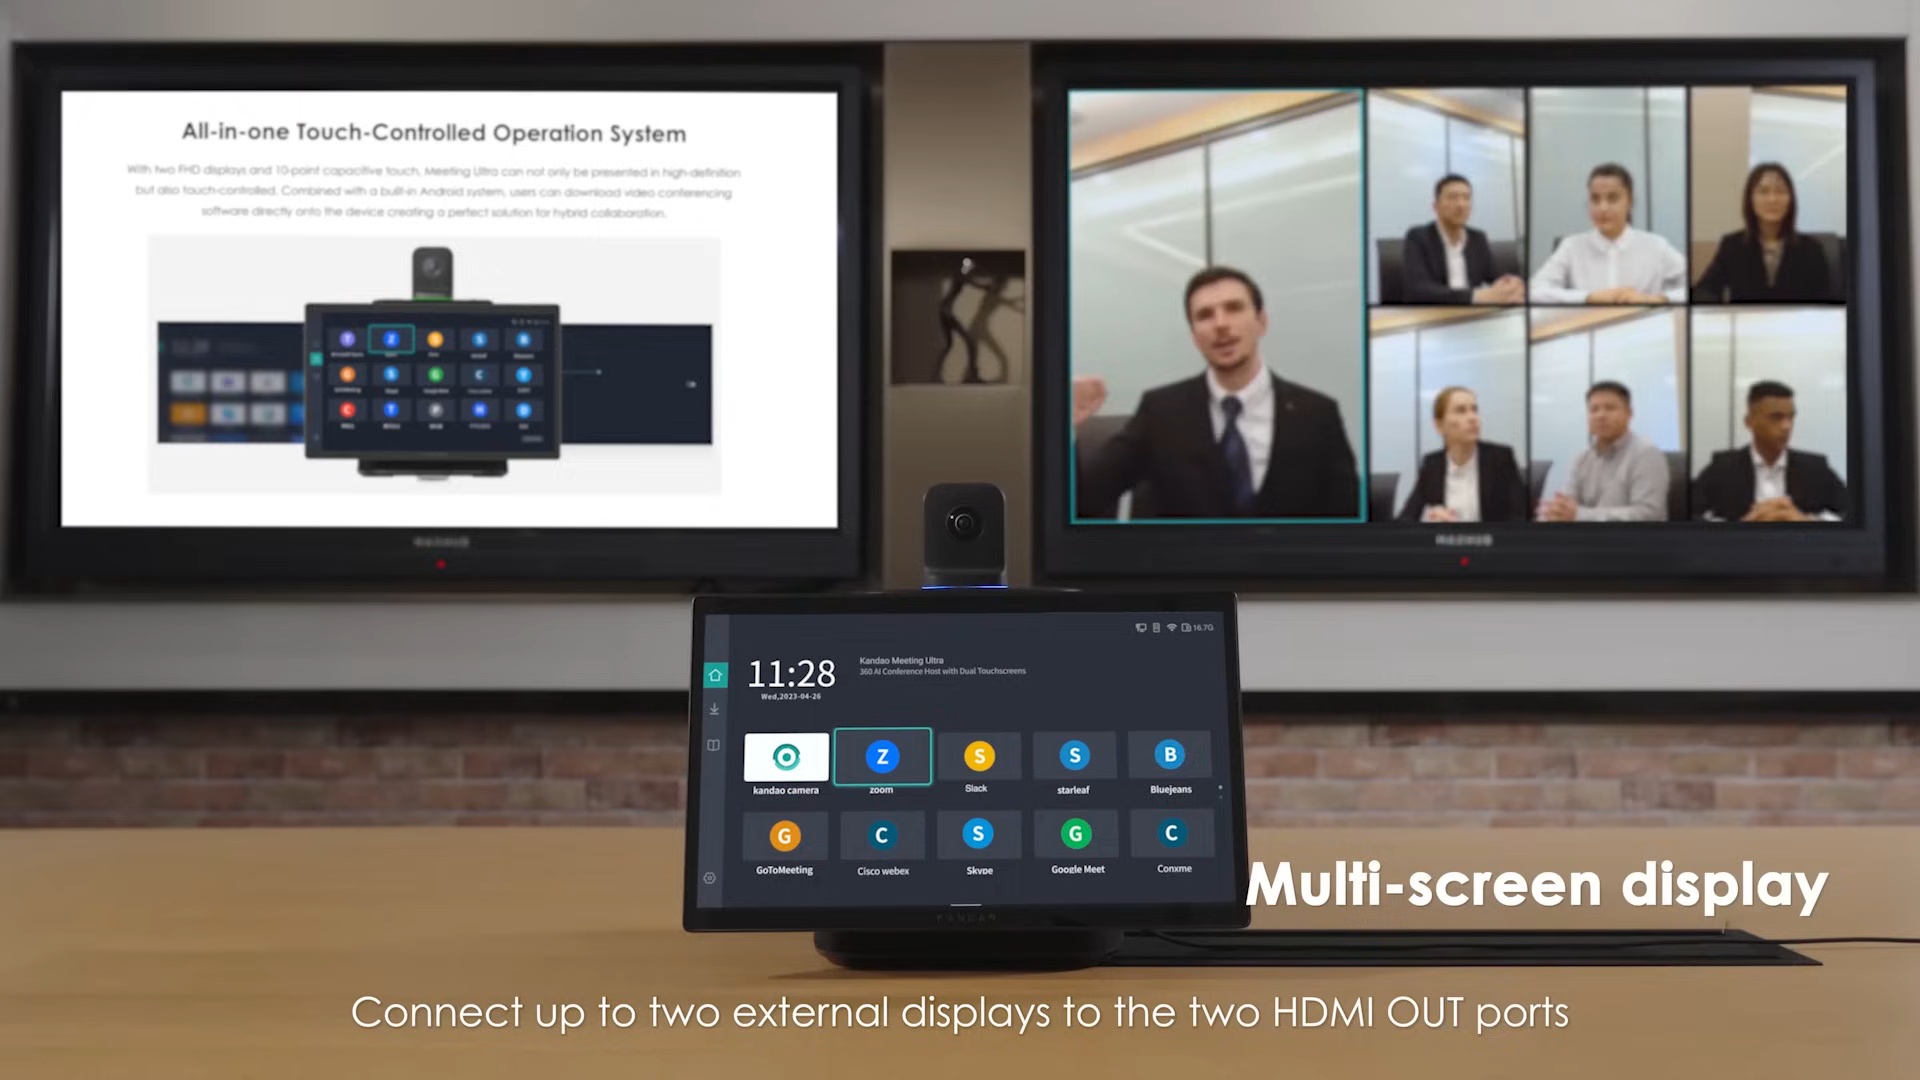 All-in-one Touch-Controlled Operation System
With two FHD displays and 10-point capacitive touch, Meeting Ultra can not only be presented in high-definition
but also touch-controlled. Combined with a built-in Android system, users can download video conferencing
software directly onto the device creating a perfect solution for hybrid collaboration.
16.7G
11:28
Wed,2023-04-26
Kandao Meeting Ultra
360 AI Conference Host with Dual Touchscreens
Z
S
S
B
kandao camera
zoom
Slack
starleaf
Bluejeans
G
C
S
G
C
GoToMeeting
Cisco webex
Skype
Google Meet
Conxme
KANDAO
Multi-screen display
Connect up to two external displays to the two HDMI OUT ports